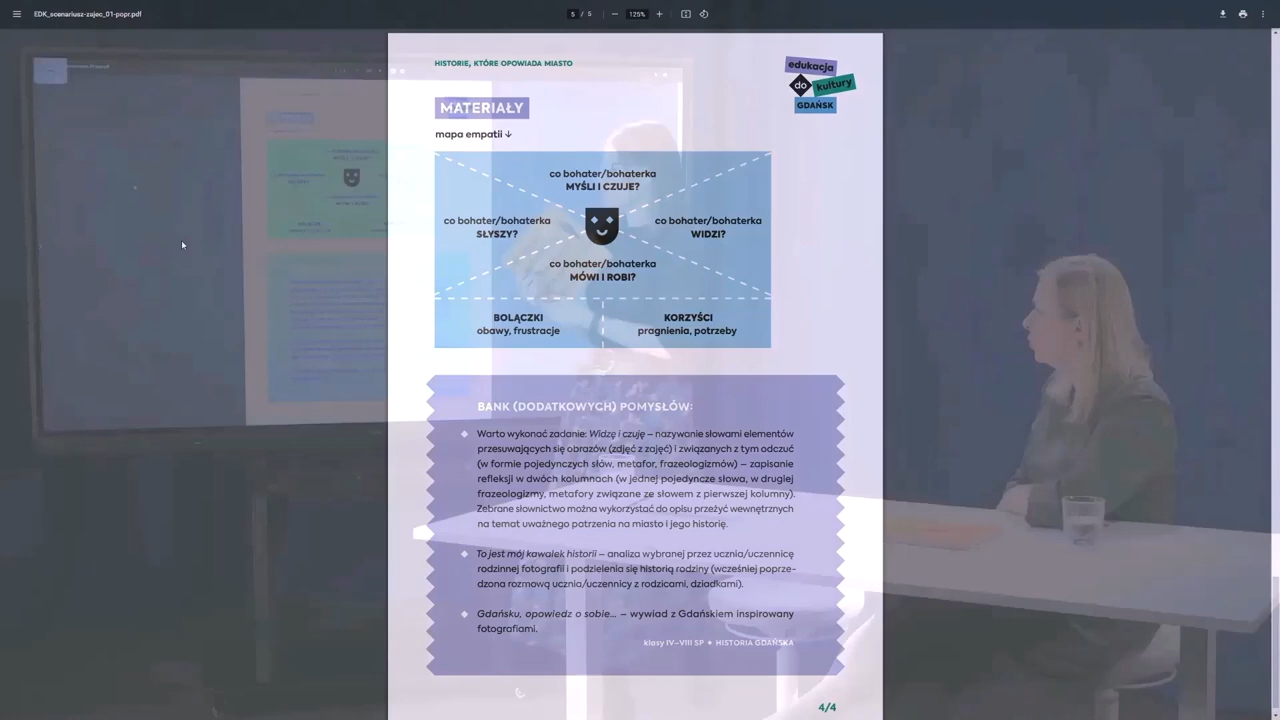 EDK_scenariusz-zajec_01-popr.pdf
5 / 5
125%
HISTORIE, KTÓRE OPOWIADA MIASTO
edukacja
do kultury
GDAŃSK
MATERIAŁY
mapa empatii ↓
co bohater/bohaterka
MYŚLI I CZUJE?
co bohater/bohaterka
SŁYSZY?
co bohater/bohaterka
WIDZI?
co bohater/bohaterka
MÓWI I ROBI?
BOLĄCZKI
obawy, frustracje
KORZYŚCI
pragnienia, potrzeby
BANK (DODATKOWYCH) POMYSŁÓW:
Warto wykonać zadanie: Widzę i czuję – nazywanie słowami elementów
przesuwających się obrazów (zdjęć z zajęć) i związanych z tym odczuć
(w formie pojedynczych słów, metafor, frazeologizmów) – zapisanie
refleksji w dwóch kolumnach (w jednej pojedyncze słowa, w drugiej
frazeologizmy, metafory związane ze słowem z pierwszej kolumny).
Zebrane słownictwo można wykorzystać do opisu przeżyć wewnętrznych
na temat uważnego patrzenia na miasto i jego historię.
To jest mój kawałek historii – analiza wybranej przez ucznia/uczennicę
rodzinnej fotografii i podzielenia się historią rodziny (wcześniej poprze-
dzona rozmową ucznia/uczennicy z rodzicami, dziadkami).
Gdańsku, opowiedz o sobie... – wywiad z Gdańskiem inspirowany
fotografiami.
klasy IV–VIII SP • HISTORIA GDAŃSKA
4/4